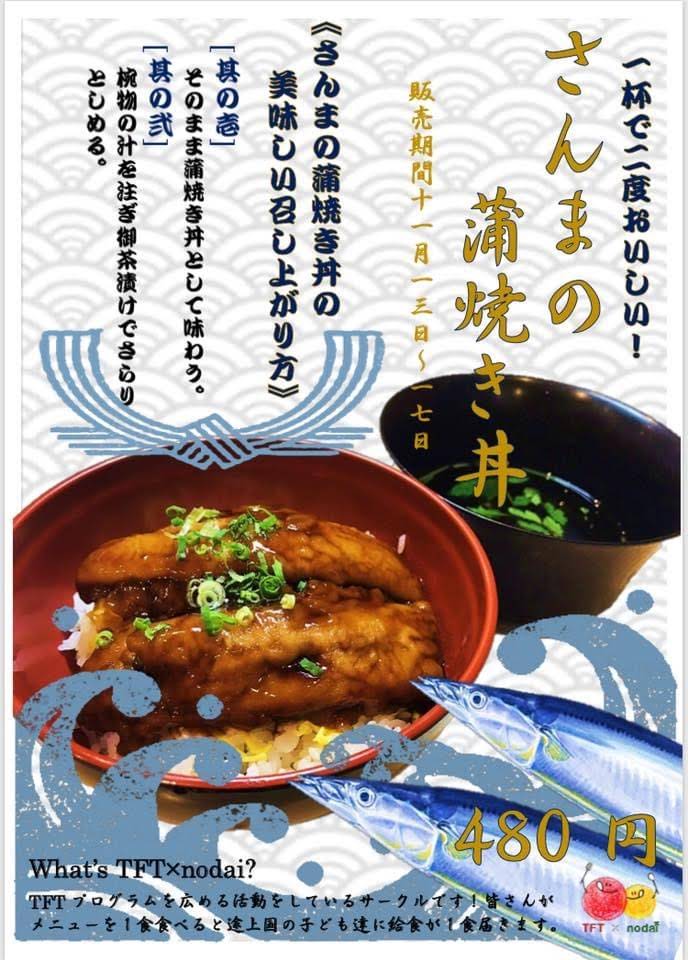 一杯で二度おいしい！
さんまの
蒲焼き丼
販売期間十一月一三日〜一七日
《さんまの蒲焼き丼の
美味しい召し上がり方》
［其の壱］
そのまま蒲焼き丼として味わう。
［其の弐］
椀物の汁を注ぎ御茶漬けでさらり
としめる。
480 円
What's TFT×nodai?
TFTプログラムを広める活動をしているサークルです！皆さんが
メニューを1食食べると途上国の子ども達に給食が1食届きます。
TFT × nodai